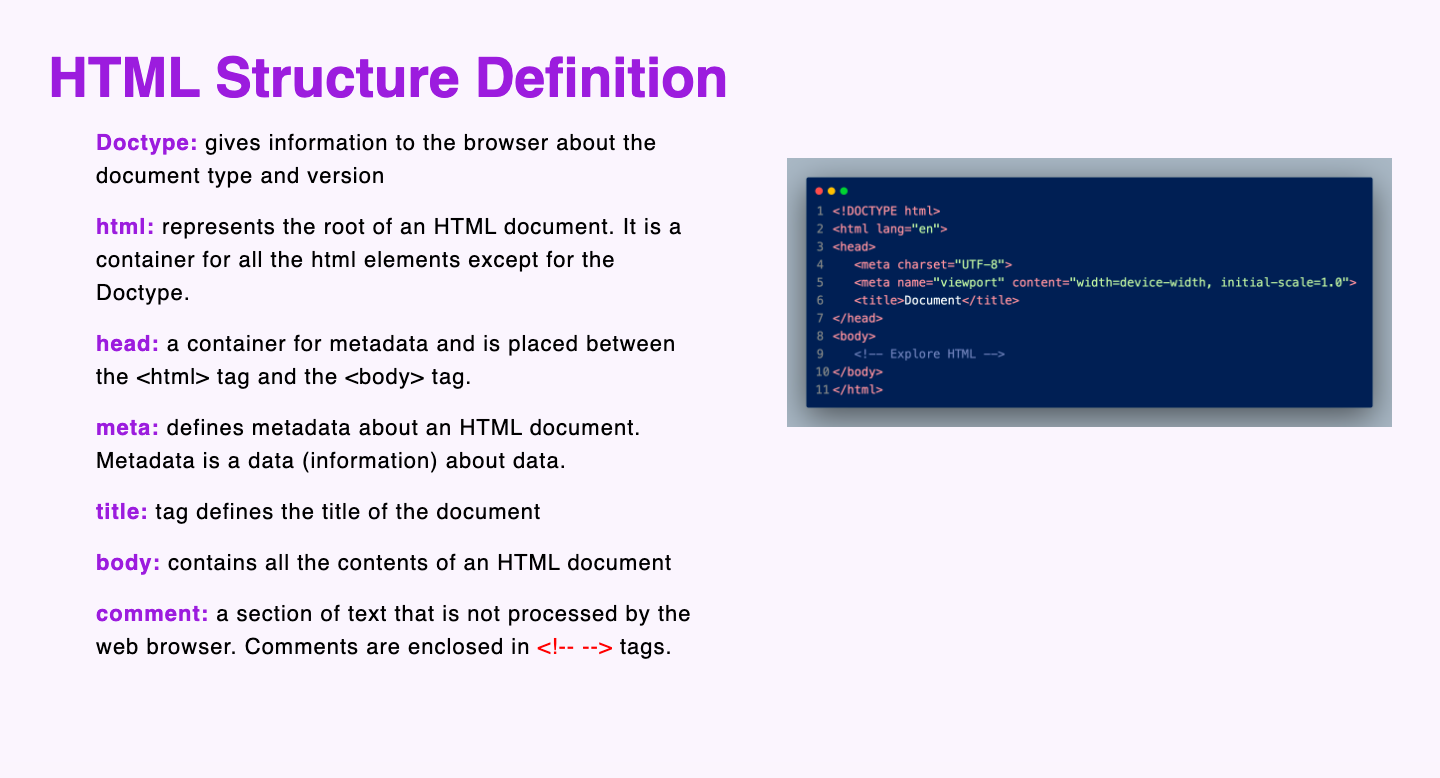 HTML Structure Definition
Doctype: gives information to the browser about the
document type and version
html: represents the root of an HTML document. It is a
container for all the html elements except for the
Doctype.
head: a container for metadata and is placed between
the <html> tag and the <body> tag.
meta: defines metadata about an HTML document.
Metadata is a data (information) about data.
title: tag defines the title of the document
body: contains all the contents of an HTML document
comment: a section of text that is not processed by the
web browser. Comments are enclosed in <!-- --> tags.
1 <!DOCTYPE html>
2 <html lang="en">
3 <head>
4    <meta charset="UTF-8">
5    <meta name="viewport" content="width=device-width, initial-scale=1.0">
6    <title>Document</title>
7 </head>
8 <body>
9    <!-- Explore HTML -->
10 </body>
11 </html>